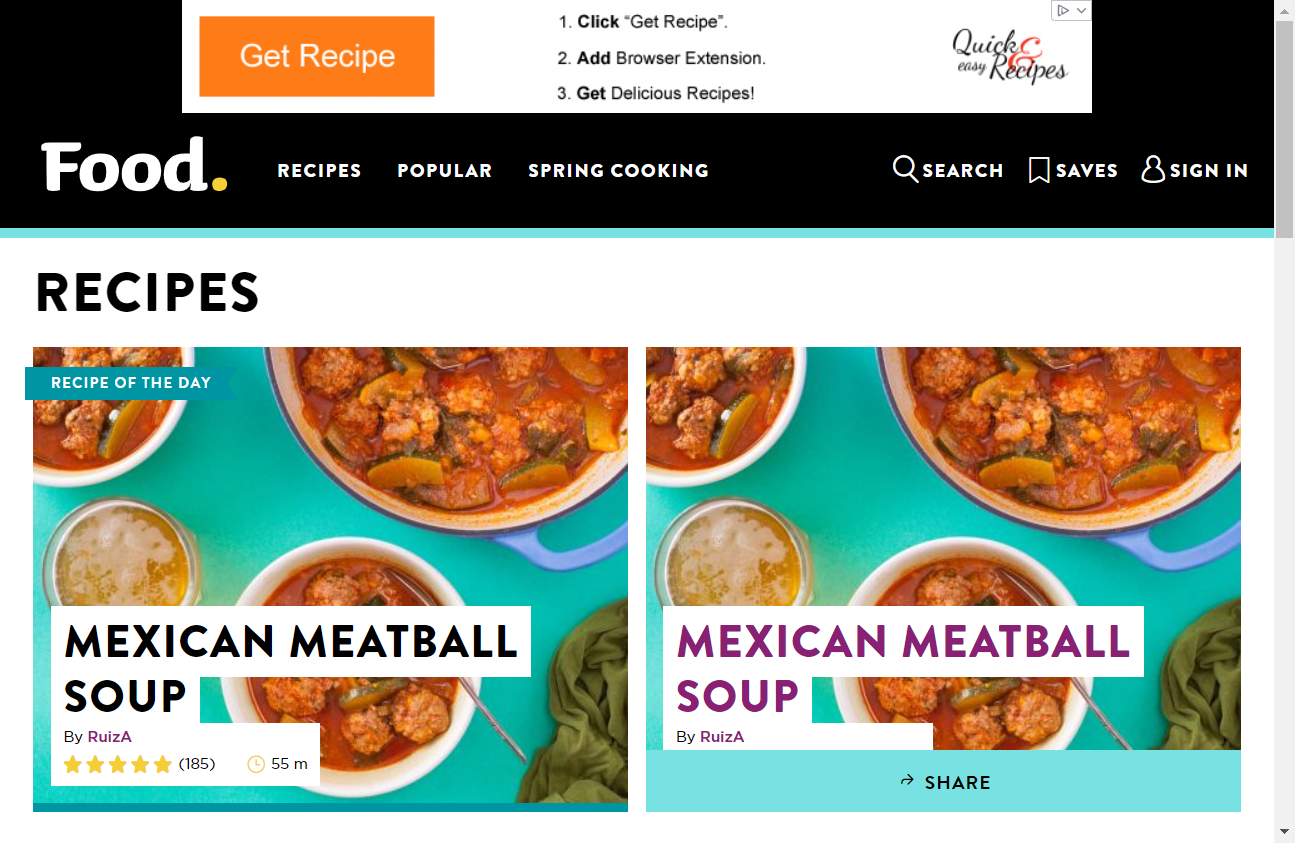 Get Recipe
1. Click “Get Recipe”.
2. Add Browser Extension.
3. Get Delicious Recipes!
Quick & easy Recipes
Food.
RECIPES
POPULAR
SPRING COOKING
SEARCH
SAVES
SIGN IN
RECIPES
RECIPE OF THE DAY
MEXICAN MEATBALL
SOUP
By RuizA
(185)
55 m
MEXICAN MEATBALL
SOUP
By RuizA
SHARE